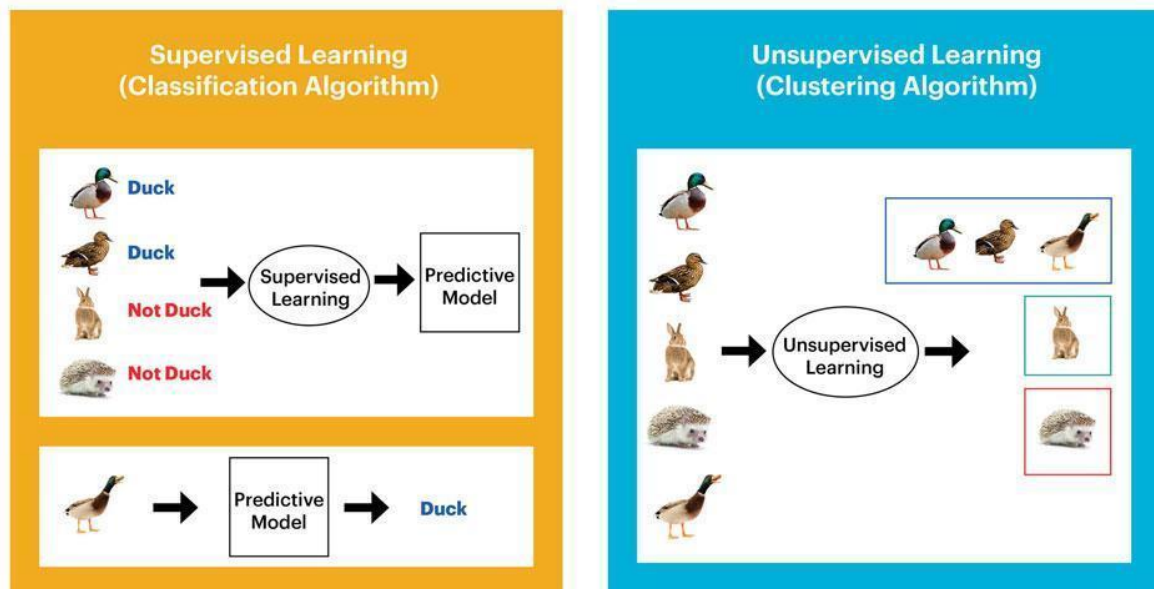 Supervised Learning
(Classification Algorithm)
Duck
Duck
Not Duck
Not Duck
Supervised
Learning
Predictive
Model
Predictive
Model
Duck
Unsupervised Learning
(Clustering Algorithm)
Unsupervised
Learning